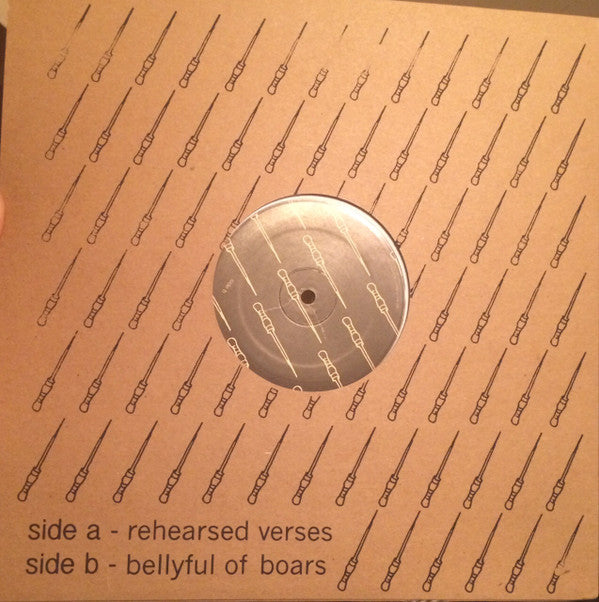 side a - rehearsed verses
side b - bellyful of boars